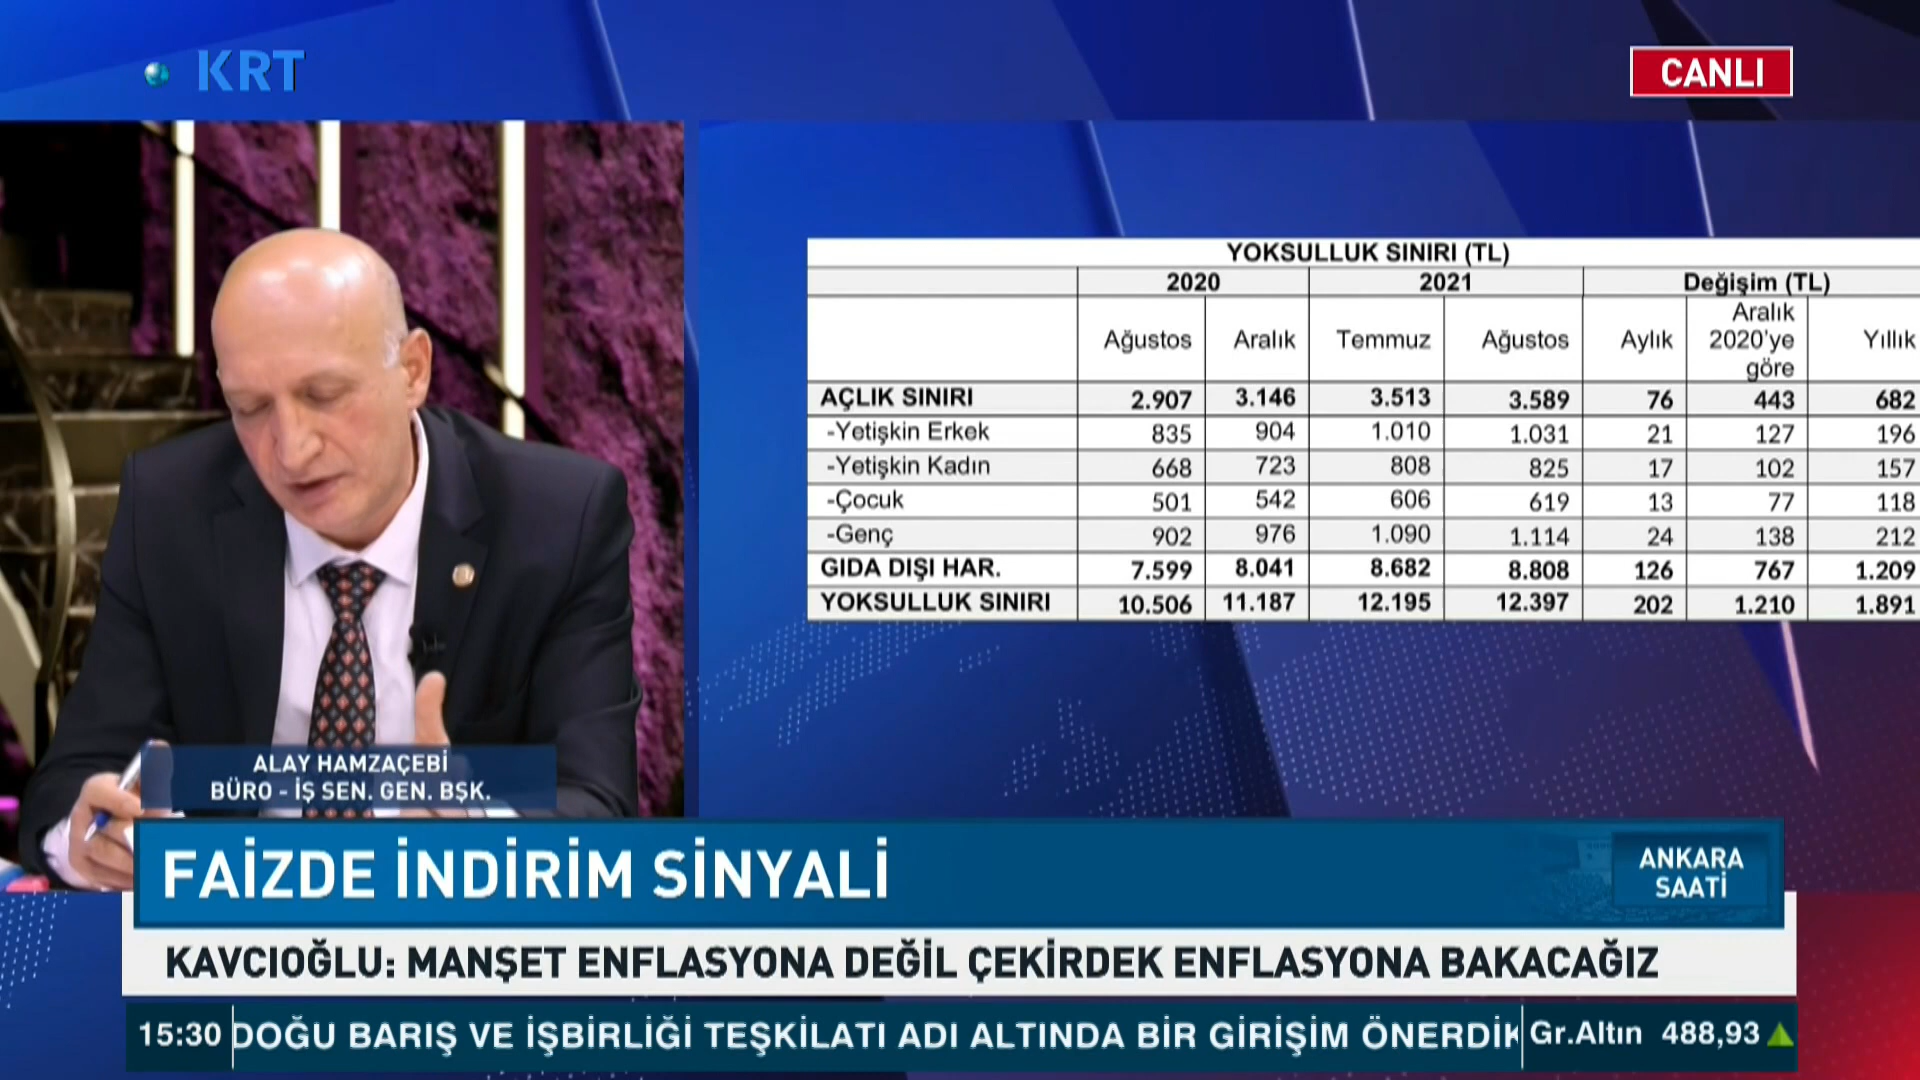 KRT
CANLI
YOKSULLUK SINIRI (TL)
2020 2021 Değişim (TL)
Ağustos Aralık Temmuz Ağustos Aylık Aralık 2020'ye göre Yıllık
AÇLIK SINIRI 2.907 3.146 3.513 3.589 76 443 682
-Yetişkin Erkek 835 904 1.010 1.031 21 127 196
-Yetişkin Kadın 668 723 808 825 17 102 157
-Çocuk 501 542 606 619 13 77 118
-Genç 902 976 1.090 1.114 24 138 212
GIDA DIŞI HAR. 7.599 8.041 8.682 8.808 126 767 1.209
YOKSULLUK SINIRI 10.506 11.187 12.195 12.397 202 1.210 1.891
ALAY HAMZAÇEBİ
BÜRO - İŞ SEN. GEN. BŞK.
FAİZDE İNDİRİM SİNYALİ
ANKARA
SAATİ
KAVCIOĞLU: MANŞET ENFLASYONA DEĞİL ÇEKİRDEK ENFLASYONA BAKACAĞIZ
15:30 DOĞU BARIŞ VE İŞBİRLİĞİ TEŞKİLATI ADI ALTINDA BİR GİRİŞİM ÖNERDİK Gr.Altın 488,93